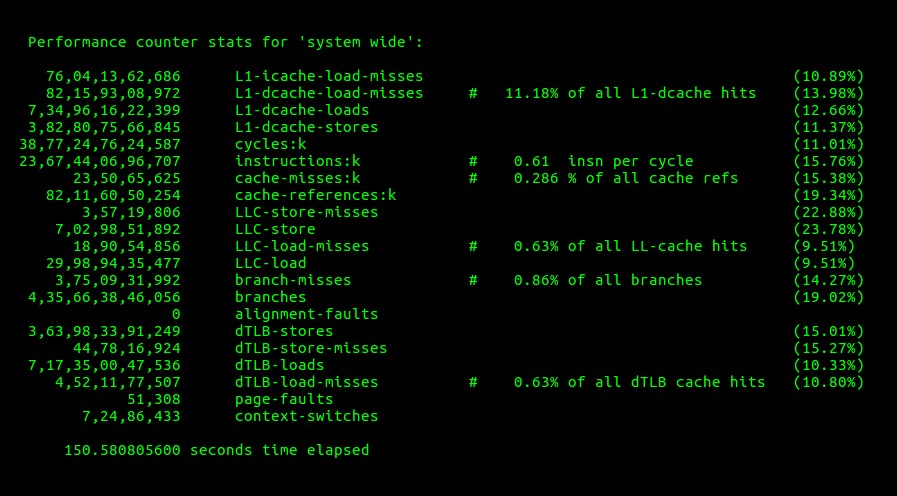 Performance counter stats for 'system wide':
76,04,13,62,686 L1-icache-load-misses (10.89%)
82,15,93,08,972 L1-dcache-load-misses # 11.18% of all L1-dcache hits (13.98%)
7,34,96,16,22,399 L1-dcache-loads (12.66%)
3,82,80,75,66,845 L1-dcache-stores (11.37%)
38,77,24,76,24,587 cycles:k (11.01%)
23,67,44,06,96,707 instructions:k # 0.61 insn per cycle (15.76%)
23,50,65,625 cache-misses:k # 0.286 % of all cache refs (15.38%)
82,11,60,50,254 cache-references:k (19.34%)
3,57,19,806 LLC-store-misses (22.88%)
7,02,98,51,892 LLC-store (23.78%)
18,90,54,856 LLC-load-misses # 0.63% of all LL-cache hits (9.51%)
29,98,94,35,477 LLC-load (9.51%)
3,75,09,31,992 branch-misses # 0.86% of all branches (14.27%)
4,35,66,38,46,056 branches (19.02%)
0 alignment-faults
3,63,98,33,91,249 dTLB-stores (15.01%)
44,78,16,924 dTLB-store-misses (15.27%)
7,17,35,00,47,536 dTLB-loads (10.33%)
4,52,11,77,507 dTLB-load-misses # 0.63% of all dTLB cache hits (10.80%)
51,308 page-faults
7,24,86,433 context-switches
150.580805600 seconds time elapsed